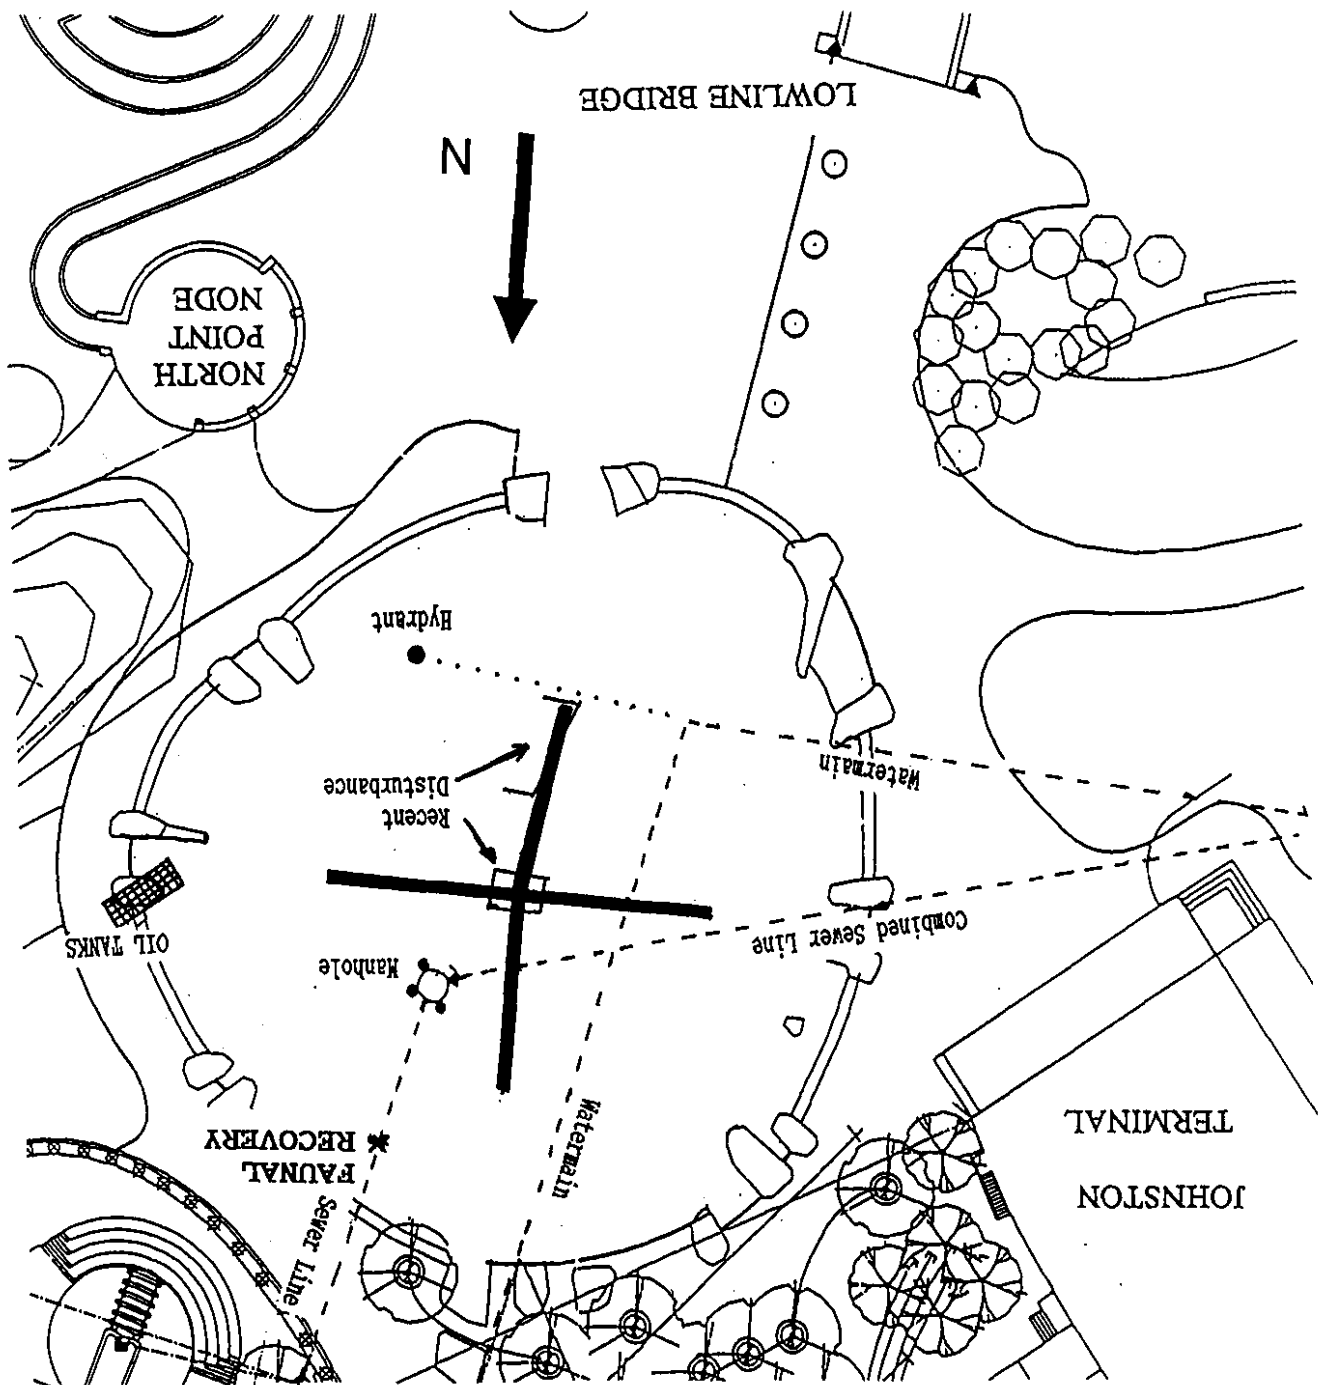 JOHNSTON
TERMINAL
Sewer Line
FAUNAL
RECOVERY
Watermain
Manhole
Combined Sewer Line
OIL TANKS
Recent
Disturbance
Watermain
Hydrant
NORTH
POINT
NODE
N
LOWLINE BRIDGE